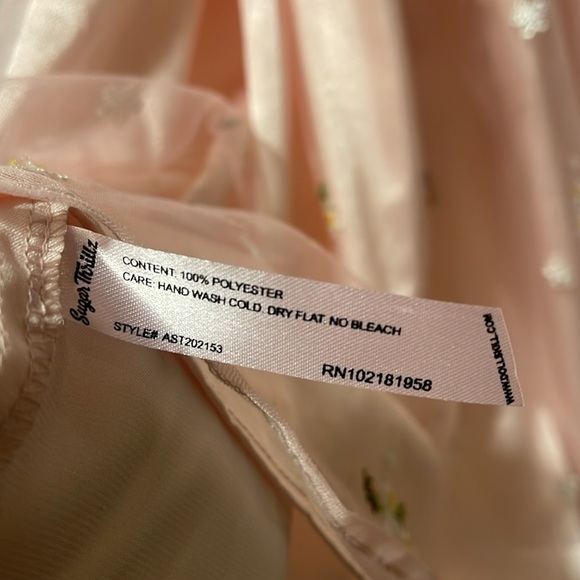 Sugar Thrillz
CONTENT: 100% POLYESTER
CARE: HAND WASH COLD. DRY FLAT. NO BLEACH
STYLE# AST202153
RN102181958
WWW.DOLLSKILL.COM